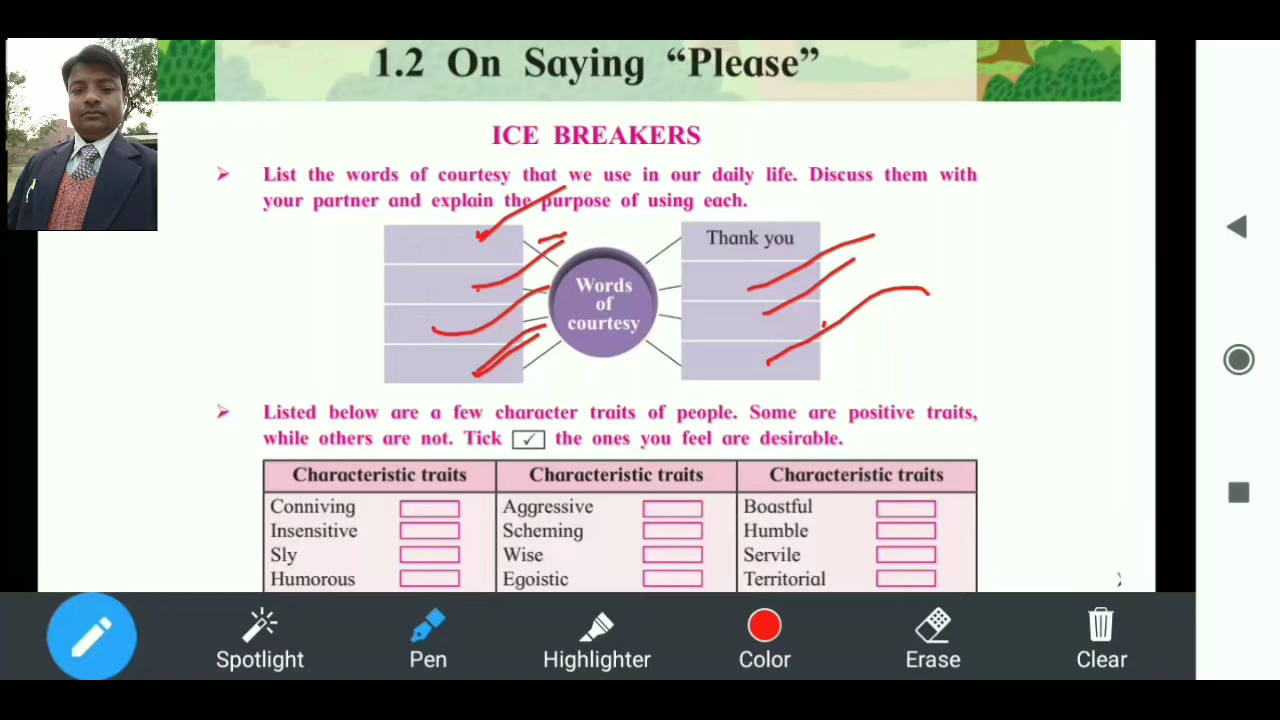 1.2 On Saying “Please”
ICE BREAKERS
➢ List the words of courtesy that we use in our daily life. Discuss them with
your partner and explain the purpose of using each.
Thank you
Words
of
courtesy
➢ Listed below are a few character traits of people. Some are positive traits,
while others are not. Tick ✓ the ones you feel are desirable.
Characteristic traits Characteristic traits Characteristic traits
Conniving Aggressive Boastful
Insensitive Scheming Humble
Sly Wise Servile
Humorous Egoistic Territorial
Spotlight Pen Highlighter Color Erase Clear